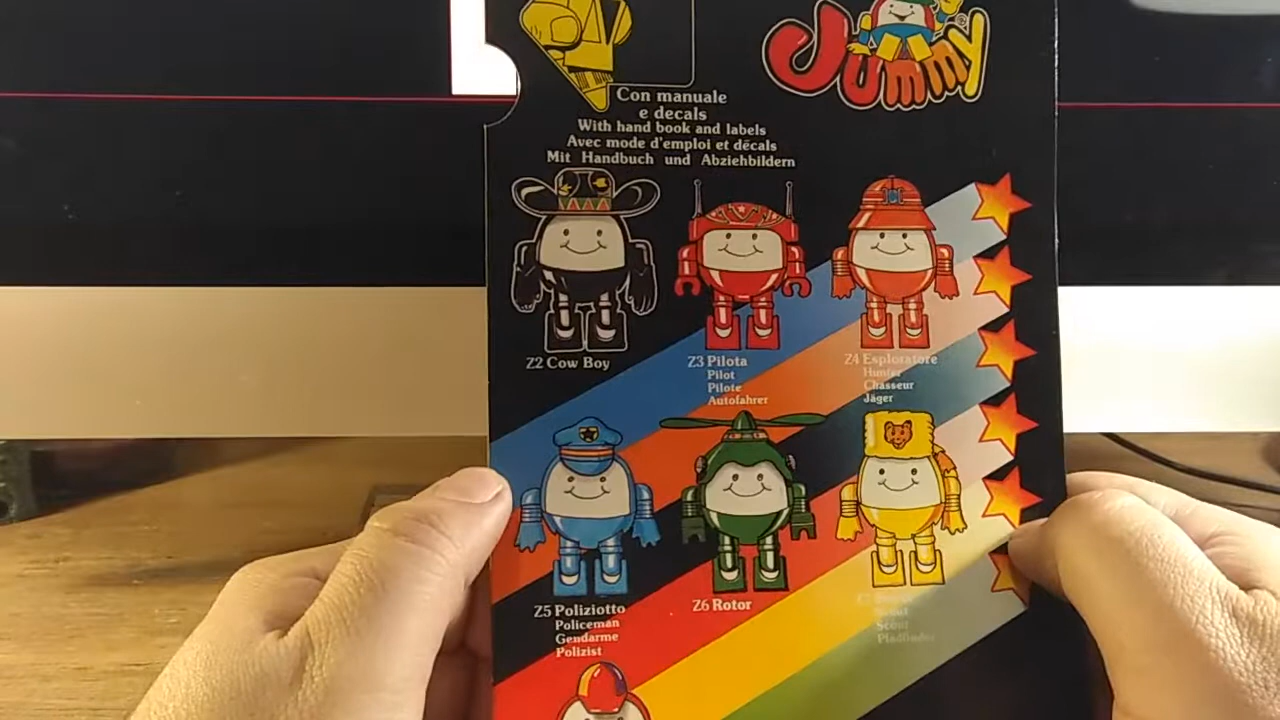 Jummy
Con manuale
e decals
With hand book and labels
Avec mode d'emploi et décals
Mit Handbuch und Abziehbildern
Z2 Cow Boy
Z3 Pilota
Pilot
Pilote
Autofahrer
Z4 Esploratore
Hunter
Chasseur
Jäger
Z5 Poliziotto
Policeman
Gendarme
Polizist
Z6 Rotor
Scout
Scout
Pfadfinder